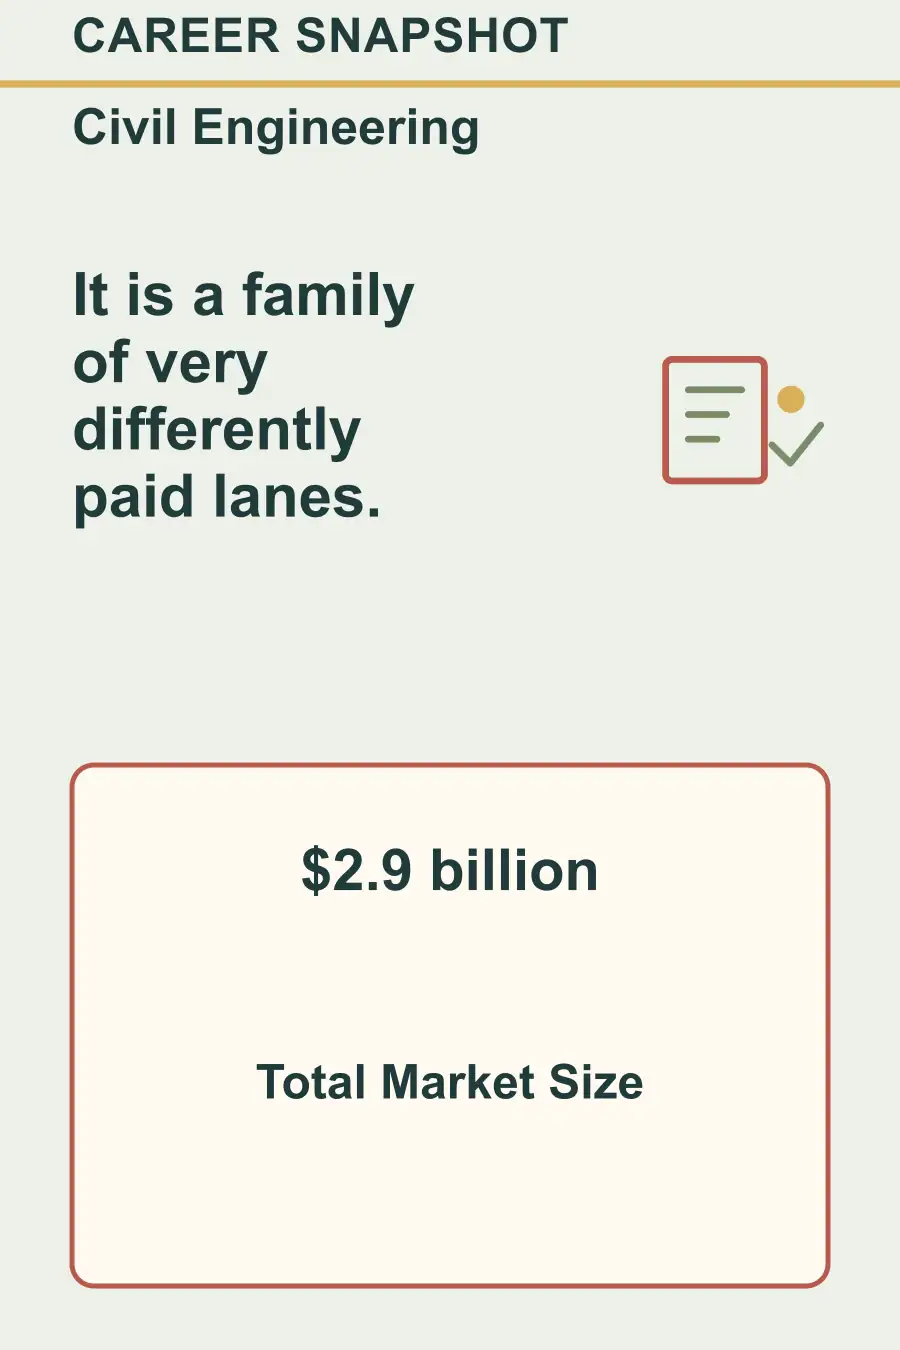 CAREER SNAPSHOT
Civil Engineering
It is a family
of very
differently
paid lanes.
$2.9 billion
Total Market Size